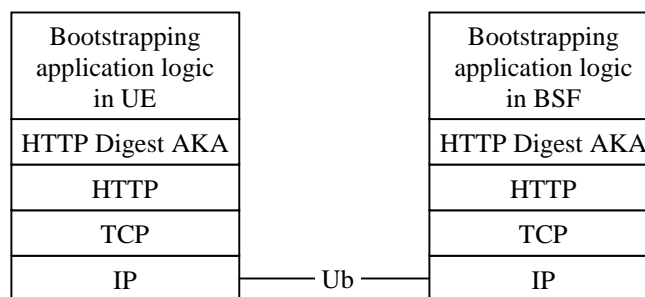 Bootstrapping
application logic
in UE
HTTP Digest AKA
HTTP
TCP
IP
Ub
Bootstrapping
application logic
in BSF
HTTP Digest AKA
HTTP
TCP
IP